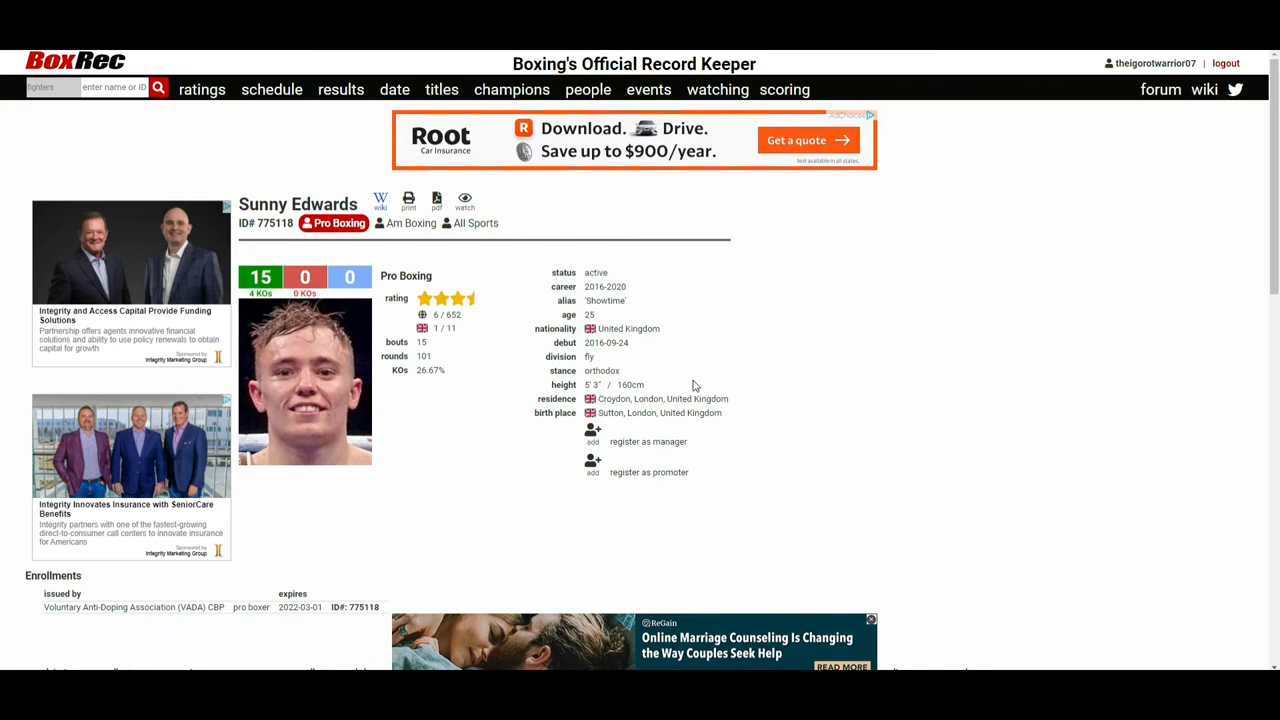 BoxRec
Boxing's Official Record Keeper
theigorotwarrior07 | logout
fighters enter name or ID
ratings schedule results date titles champions people events watching scoring forum wiki
AdChoices
Root
Car Insurance
R Download. Drive.
Save up to $900/year.
Get a quote
Not available in all states.
Sunny Edwards
W
wiki print pdf watch
ID# 775118 Pro Boxing Am Boxing All Sports
15 0 0
4 KOs 0 KOs
Pro Boxing
rating
6 / 652
1 / 11
bouts 15
rounds 101
KOs 26.67%
status active
career 2016-2020
alias 'Showtime'
age 25
nationality United Kingdom
debut 2016-09-24
division fly
stance orthodox
height 5' 3" / 160cm
residence Croydon, London, United Kingdom
birth place Sutton, London, United Kingdom
add register as manager
add register as promoter
Integrity and Access Capital Provide Funding
Solutions
Partnership offers agents innovative financial
solutions and ability to use policy renewals to obtain
capital for growth
Sponsored by
Integrity Marketing Group
Integrity Innovates Insurance with SeniorCare
Benefits
Integrity partners with one of the fastest-growing
direct-to-consumer call centers to innovate insurance
for Americans
Sponsored by
Integrity Marketing Group
Enrollments
issued by expires
Voluntary Anti-Doping Association (VADA) CBP pro boxer 2022-03-01 ID#: 775118
ReGain
Online Marriage Counseling Is Changing
the Way Couples Seek Help
READ MORE